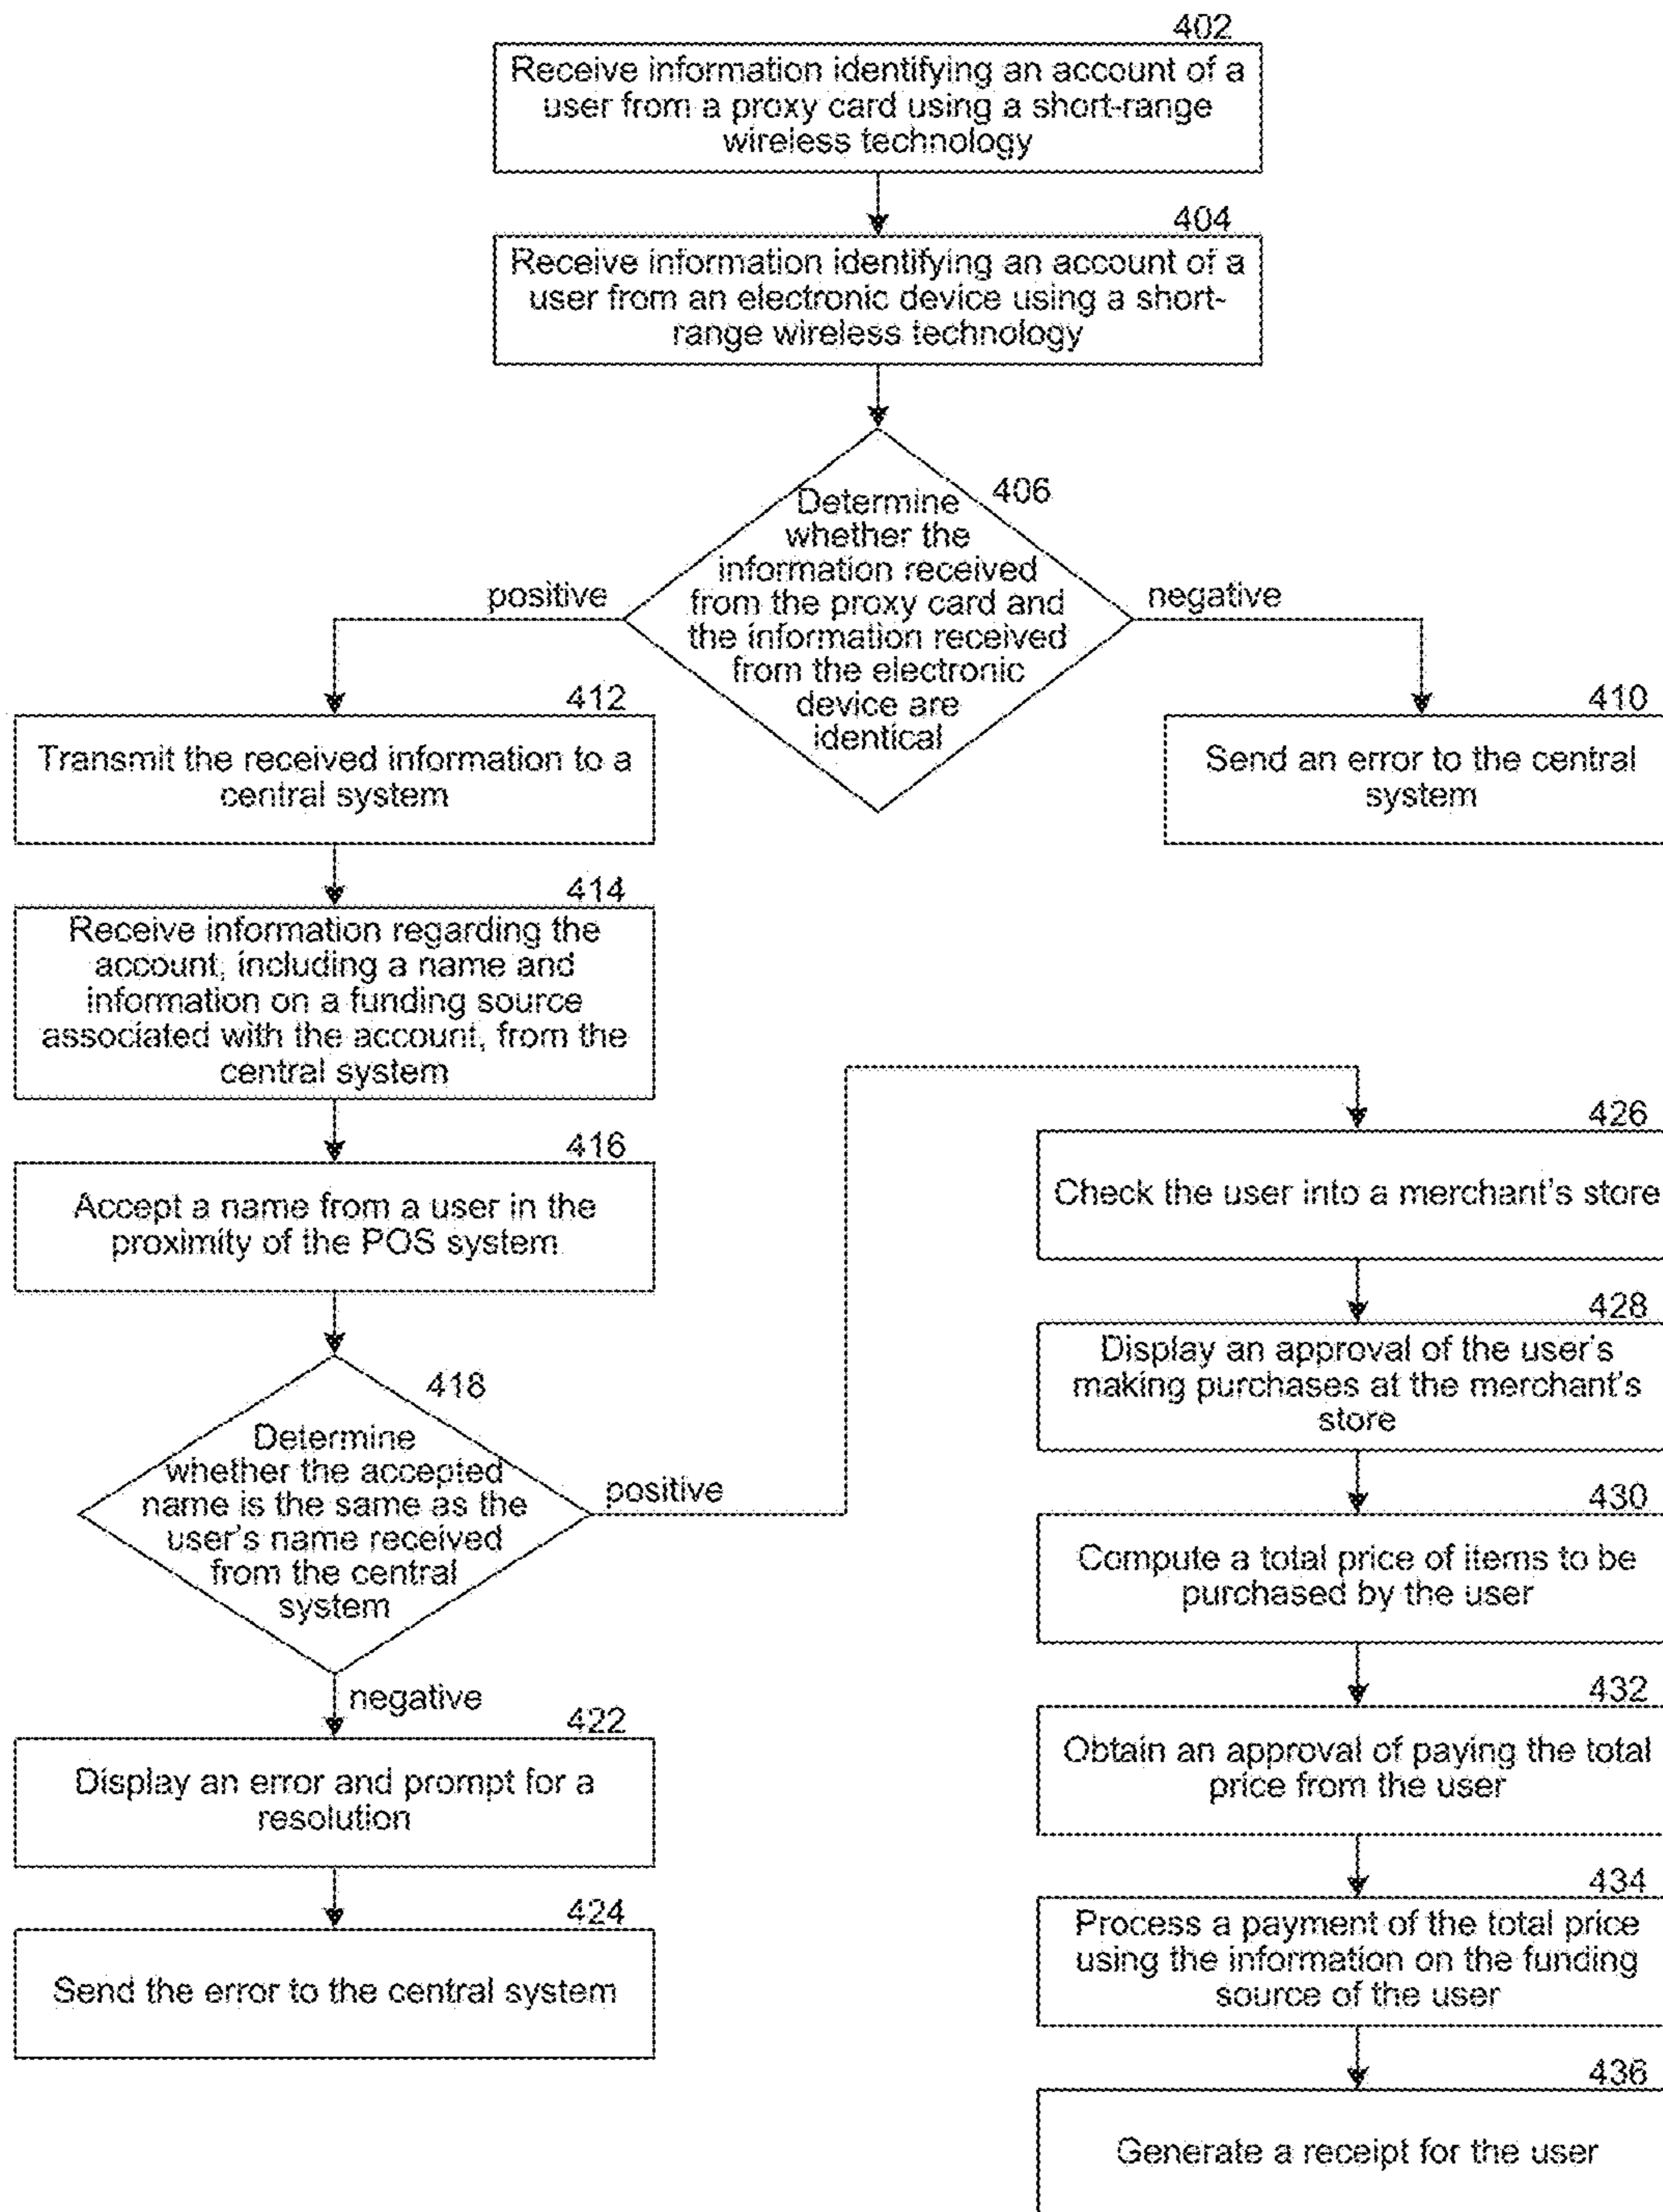 402
Receive information identifying an account of a
user from a proxy card using a short-range
wireless technology
404
Receive information identifying an account of a
user from an electronic device using a short-
range wireless technology
406
Determine
whether the
information received
from the proxy card and
the information received
from the electronic
device are
identical
positive
negative
412
Transmit the received information to a
central system
410
Send an error to the central
system
414
Receive information regarding the
account, including a name and
information on a funding source
associated with the account, from the
central system
416
Accept a name from a user in the
proximity of the POS system
418
Determine
whether the accepted
name is the same as the
user's name received
from the central
system
positive
negative
422
Display an error and prompt for a
resolution
424
Send the error to the central system
426
Check the user into a merchant's store
428
Display an approval of the user's
making purchases at the merchant's
store
430
Compute a total price of items to be
purchased by the user
432
Obtain an approval of paying the total
price from the user
434
Process a payment of the total price
using the information on the funding
source of the user
436
Generate a receipt for the user